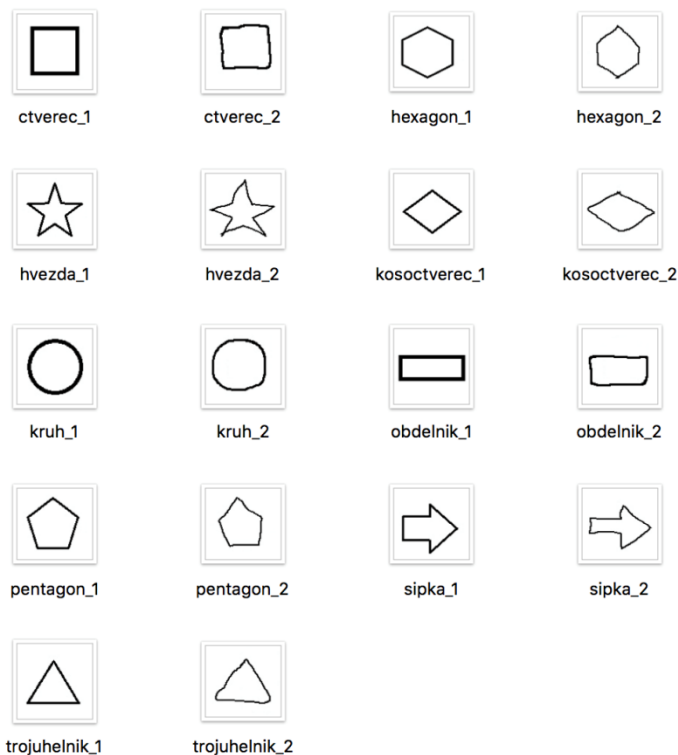 ctverec_1 ctverec_2 hexagon_1 hexagon_2
hvezda_1 hvezda_2 kosoctverec_1 kosoctverec_2
kruh_1 kruh_2 obdelnik_1 obdelnik_2
pentagon_1 pentagon_2 sipka_1 sipka_2
trojuhelnik_1 trojuhelnik_2